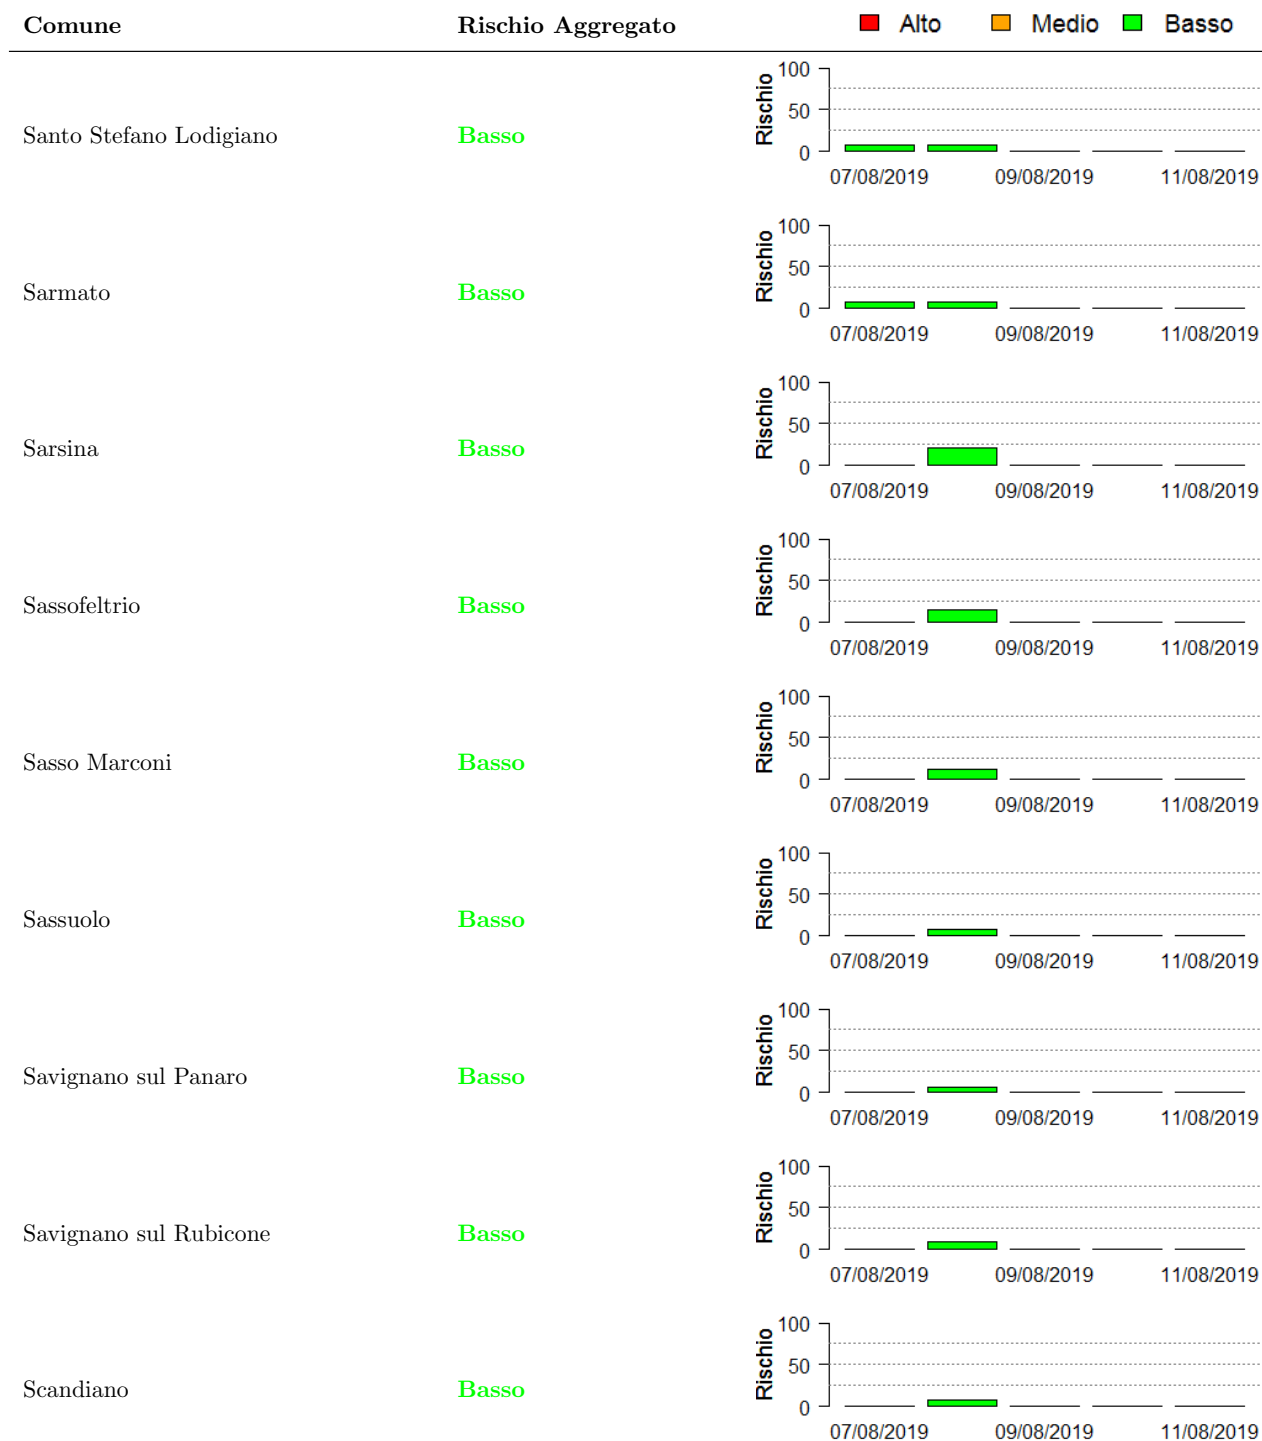 Comune Rischio Aggregato Alto Medio Basso
Santo Stefano Lodigiano Basso Rischio 100 50 0
07/08/2019 09/08/2019 11/08/2019
Sarmato Basso Rischio 100 50 0
07/08/2019 09/08/2019 11/08/2019
Sarsina Basso Rischio 100 50 0
07/08/2019 09/08/2019 11/08/2019
Sassofeltrio Basso Rischio 100 50 0
07/08/2019 09/08/2019 11/08/2019
Sasso Marconi Basso Rischio 100 50 0
07/08/2019 09/08/2019 11/08/2019
Sassuolo Basso Rischio 100 50 0
07/08/2019 09/08/2019 11/08/2019
Savignano sul Panaro Basso Rischio 100 50 0
07/08/2019 09/08/2019 11/08/2019
Savignano sul Rubicone Basso Rischio 100 50 0
07/08/2019 09/08/2019 11/08/2019
Scandiano Basso Rischio 100 50 0
07/08/2019 09/08/2019 11/08/2019